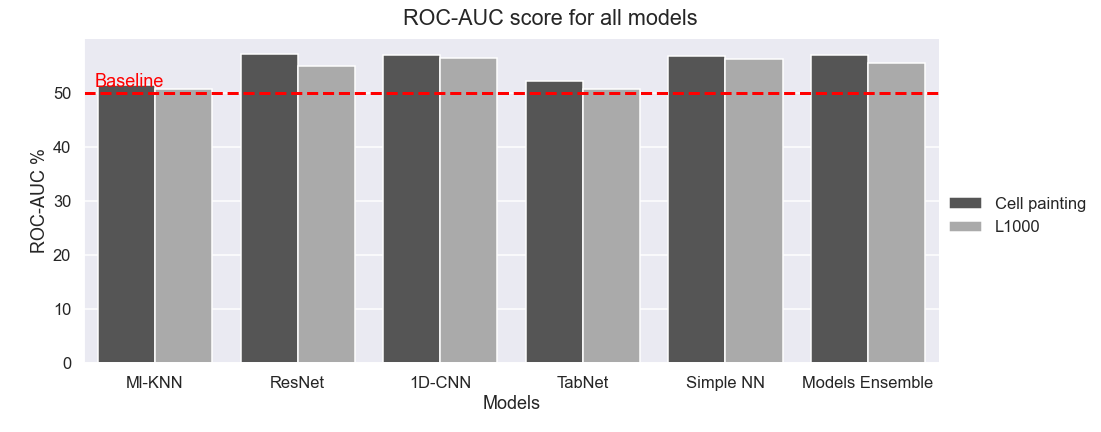 ROC-AUC score for all models
Baseline
ROC-AUC %
50
40
30
20
10
0
MI-KNN
ResNet
1D-CNN
TabNet
Simple NN
Models Ensemble
Models
Cell painting
L1000